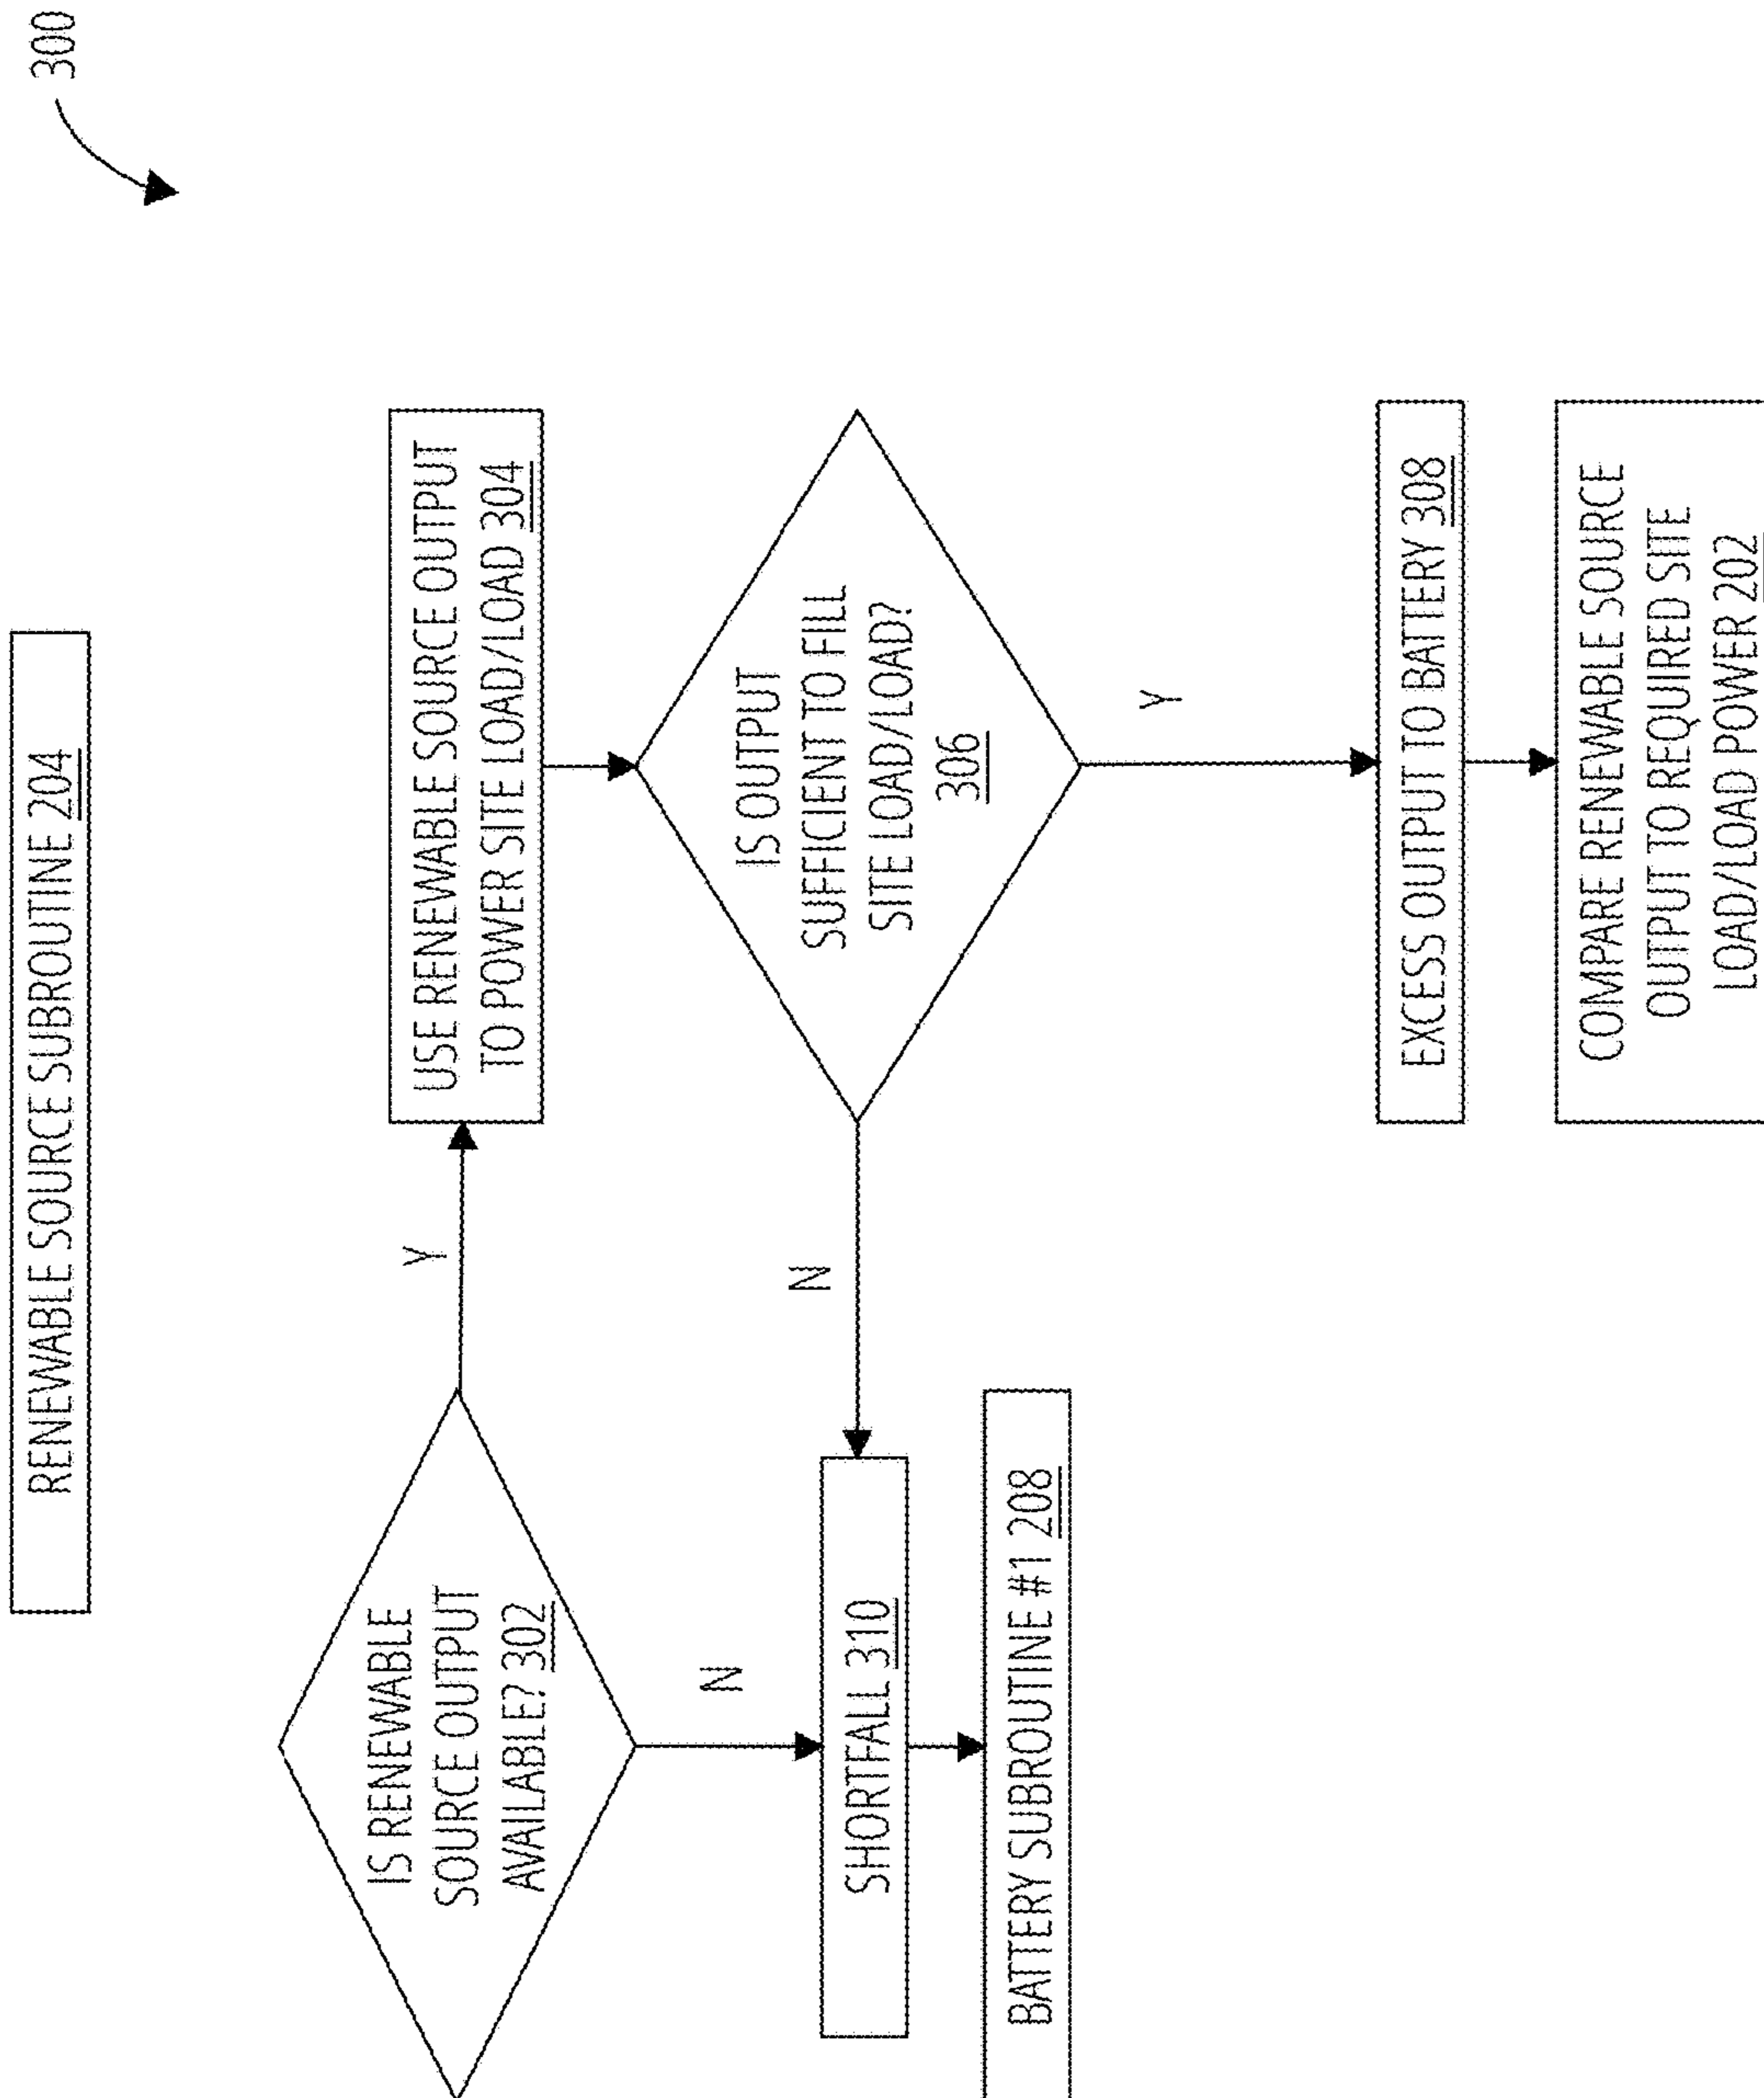 300
RENEWABLE SOURCE SUBROUTINE 204
IS RENEWABLE
SOURCE OUTPUT
AVAILABLE? 302
Y
USE RENEWABLE SOURCE OUTPUT
TO POWER SITE LOAD/LOAD 304
N
IS OUTPUT
SUFFICIENT TO FILL
SITE LOAD/LOAD?
306
N
SHORTFALL 310
BATTERY SUBROUTINE #1 208
Y
EXCESS OUTPUT TO BATTERY 308
COMPARE RENEWABLE SOURCE
OUTPUT TO REQUIRED SITE
LOAD/LOAD POWER 202